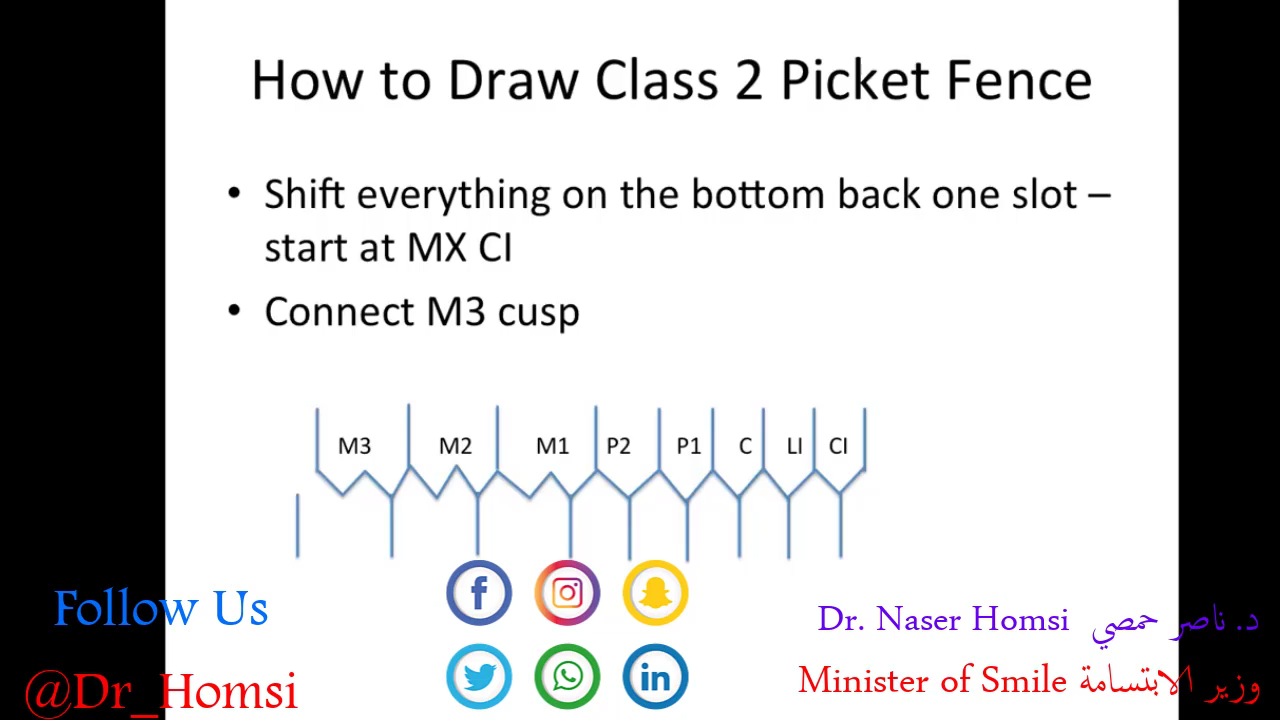 How to Draw Class 2 Picket Fence
• Shift everything on the bottom back one slot –
start at MX CI
• Connect M3 cusp
M3 M2 M1 P2 P1 C LI CI
Follow Us
@Dr_Homsi
Dr. Naser Homsi د. ناصر حمصي
Minister of Smile وزير الابتسامة